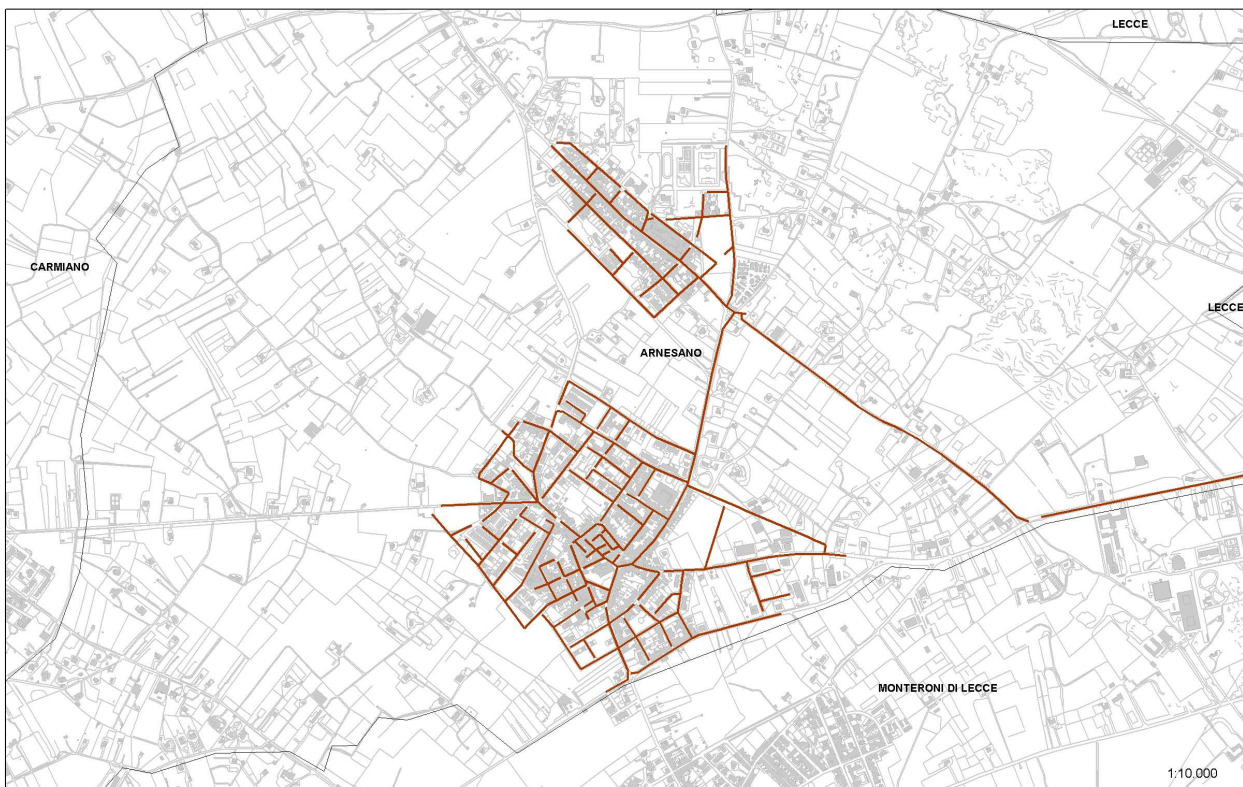 LECCE
CARMIANO
LECCE
ARNESANO
MONTERONI DI LECCE
1:10.000